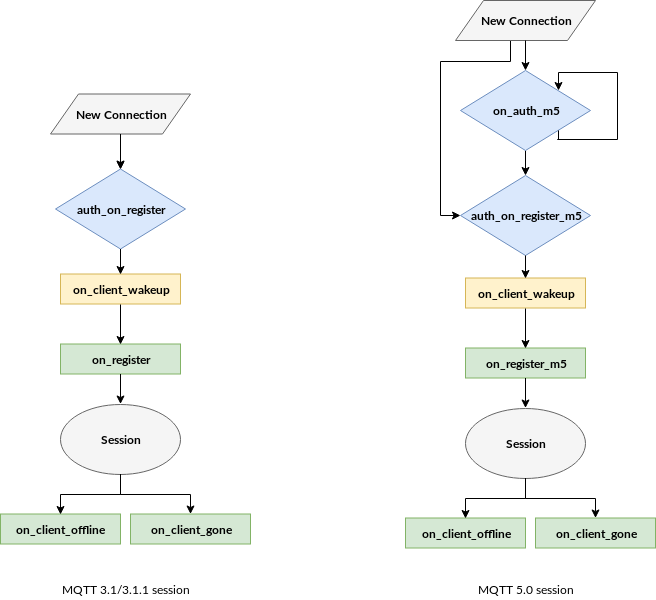 New Connection
auth_on_register
on_client_wakeup
on_register
Session
on_client_offline
on_client_gone
MQTT 3.1/3.1.1 session
New Connection
on_auth_m5
auth_on_register_m5
on_client_wakeup
on_register_m5
Session
on_client_offline
on_client_gone
MQTT 5.0 session